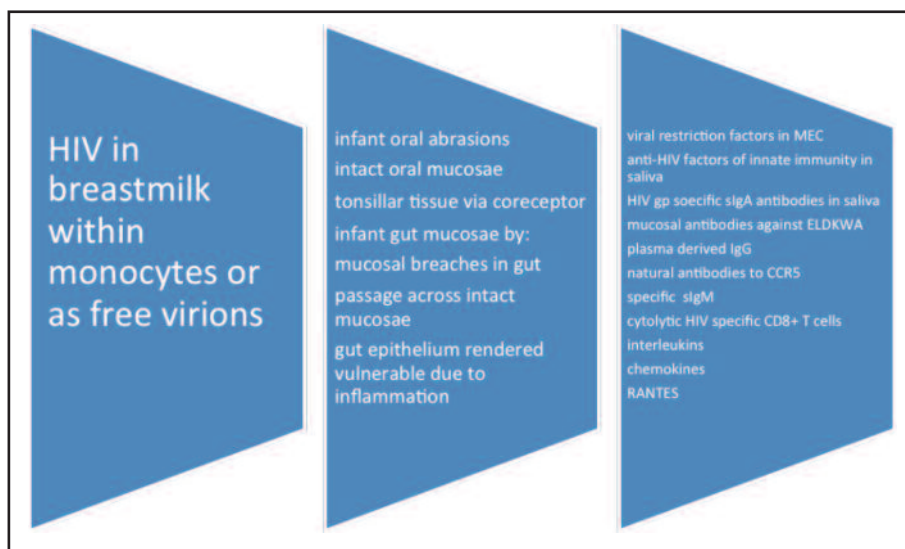 HIV in
breastmilk
within
monocytes or
as free virions
infant oral abrasions
intact oral mucosae
tonsillar tissue via coreceptor
infant gut mucosae by:
mucosal breaches in gut
passage across intact
mucosae
gut epithelium rendered
vulnerable due to
inflammation
viral restriction factors in MEC
anti-HIV factors of innate immunity in
saliva
HIV gp soecific sIgA antibodies in saliva
mucosal antibodies against ELDKWA
plasma derived IgG
natural antibodies to CCR5
specific sIgM
cytolytic HIV specific CD8+ T cells
interleukins
chemokines
RANTES